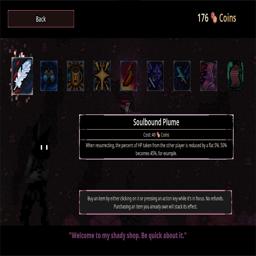 Back
176 Coins
Soulbound Plume
Cost: 40 Coins
When resurrecting, the percent of HP taken from the other player is reduced by a flat 5%. 50%
becomes 45%, for example.
Buy an item by either clicking on it or pressing an action key while it's in focus. No refunds.
Purchasing an item you already own will stack its effect.
"Welcome to my shady shop. Be quick about it."